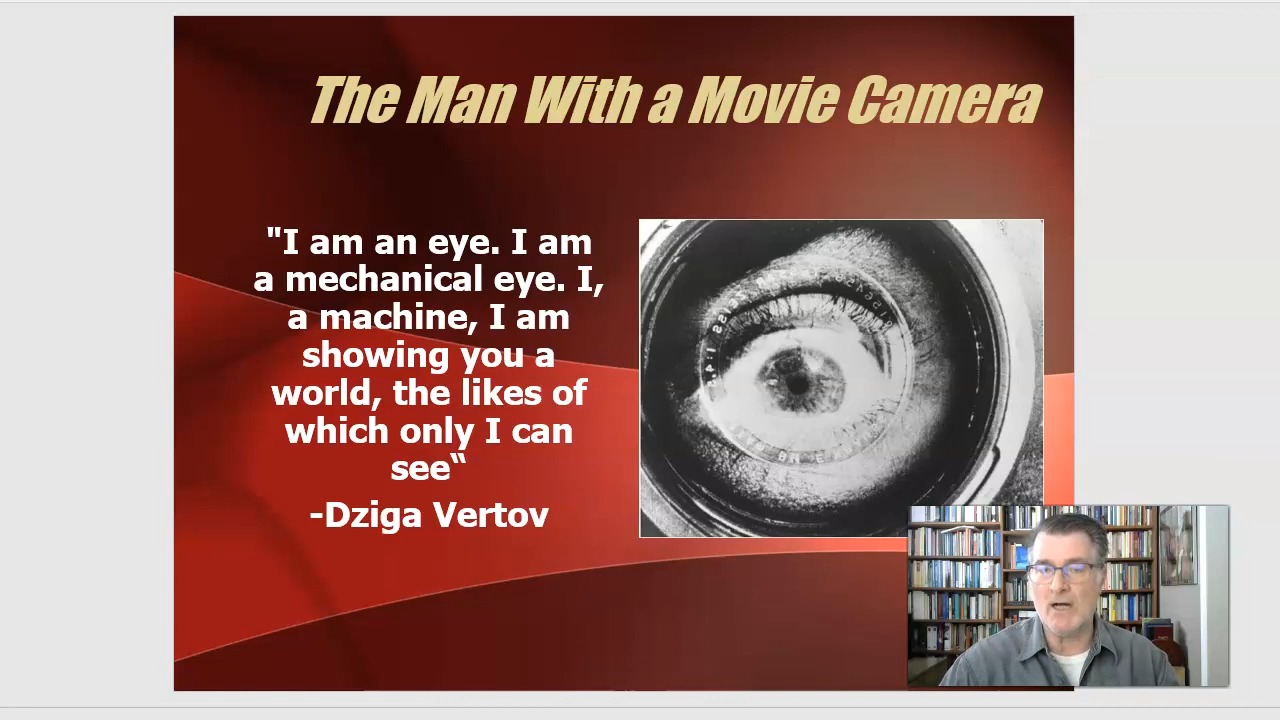 The Man With a Movie Camera
"I am an eye. I am
a mechanical eye. I,
a machine, I am
showing you a
world, the likes of
which only I can
see“
-Dziga Vertov